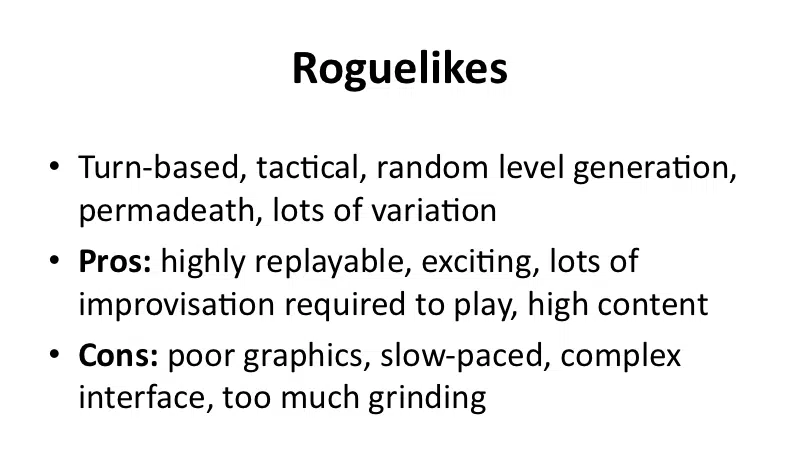 Roguelikes
• Turn-based, tactical, random level generation,
permadeath, lots of variation
• Pros: highly replayable, exciting, lots of
improvisation required to play, high content
• Cons: poor graphics, slow-paced, complex
interface, too much grinding